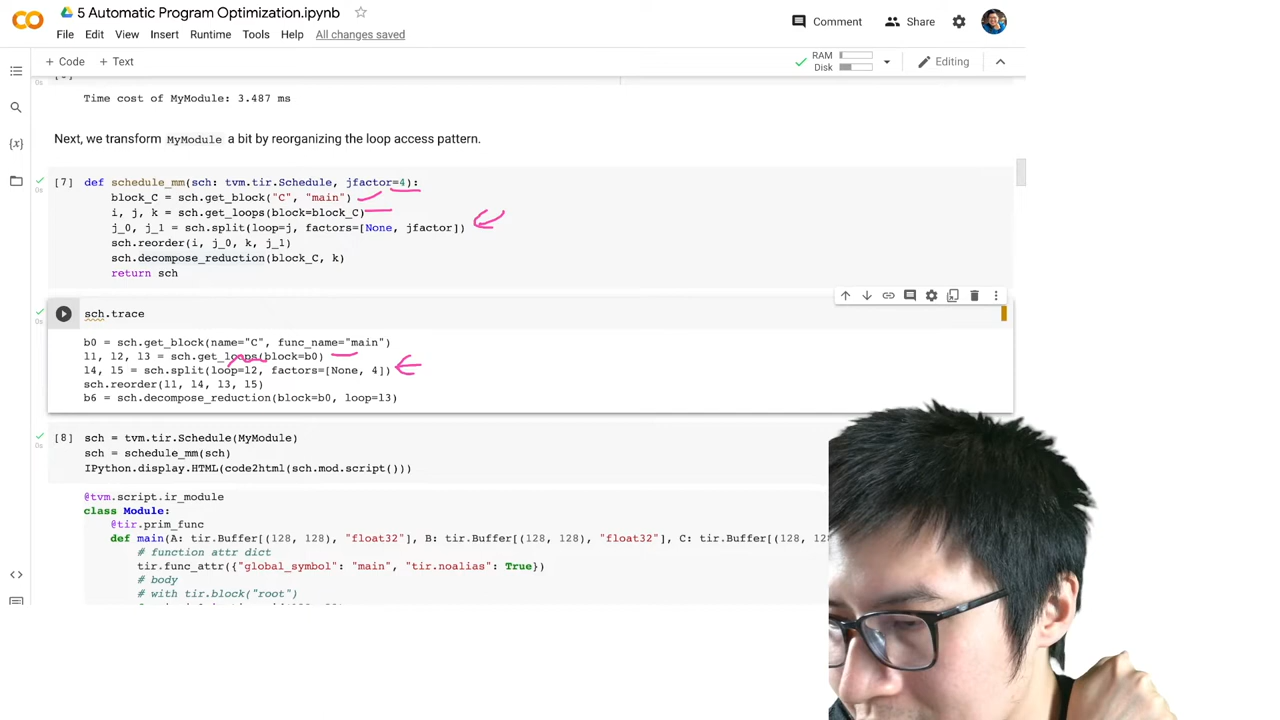 5 Automatic Program Optimization.ipynb
Comment
Share
File Edit View Insert Runtime Tools Help All changes saved
+ Code + Text
RAM
Disk
Editing
Time cost of MyModule: 3.487 ms
Next, we transform MyModule a bit by reorganizing the loop access pattern.
[7] def schedule_mm(sch: tvm.tir.Schedule, jfactor=4):
block_C = sch.get_block("C", "main")
i, j, k = sch.get_loops(block=block_C)
j_0, j_1 = sch.split(loop=j, factors=[None, jfactor])
sch.reorder(i, j_0, k, j_1)
sch.decompose_reduction(block_C, k)
return sch
sch.trace
b0 = sch.get_block(name="C", func_name="main")
l1, l2, l3 = sch.get_loops(block=b0)
l4, l5 = sch.split(loop=l2, factors=[None, 4])
sch.reorder(l1, l4, l3, l5)
b6 = sch.decompose_reduction(block=b0, loop=l3)
[8] sch = tvm.tir.Schedule(MyModule)
sch = schedule_mm(sch)
IPython.display.HTML(code2html(sch.mod.script()))
@tvm.script.ir_module
class Module:
@tir.prim_func
def main(A: tir.Buffer[(128, 128), "float32"], B: tir.Buffer[(128, 128), "float32"], C: tir.Buffer[(128, 12
# function attr dict
tir.func_attr({"global_symbol": "main", "tir.noalias": True})
# body
# with tir.block("root")